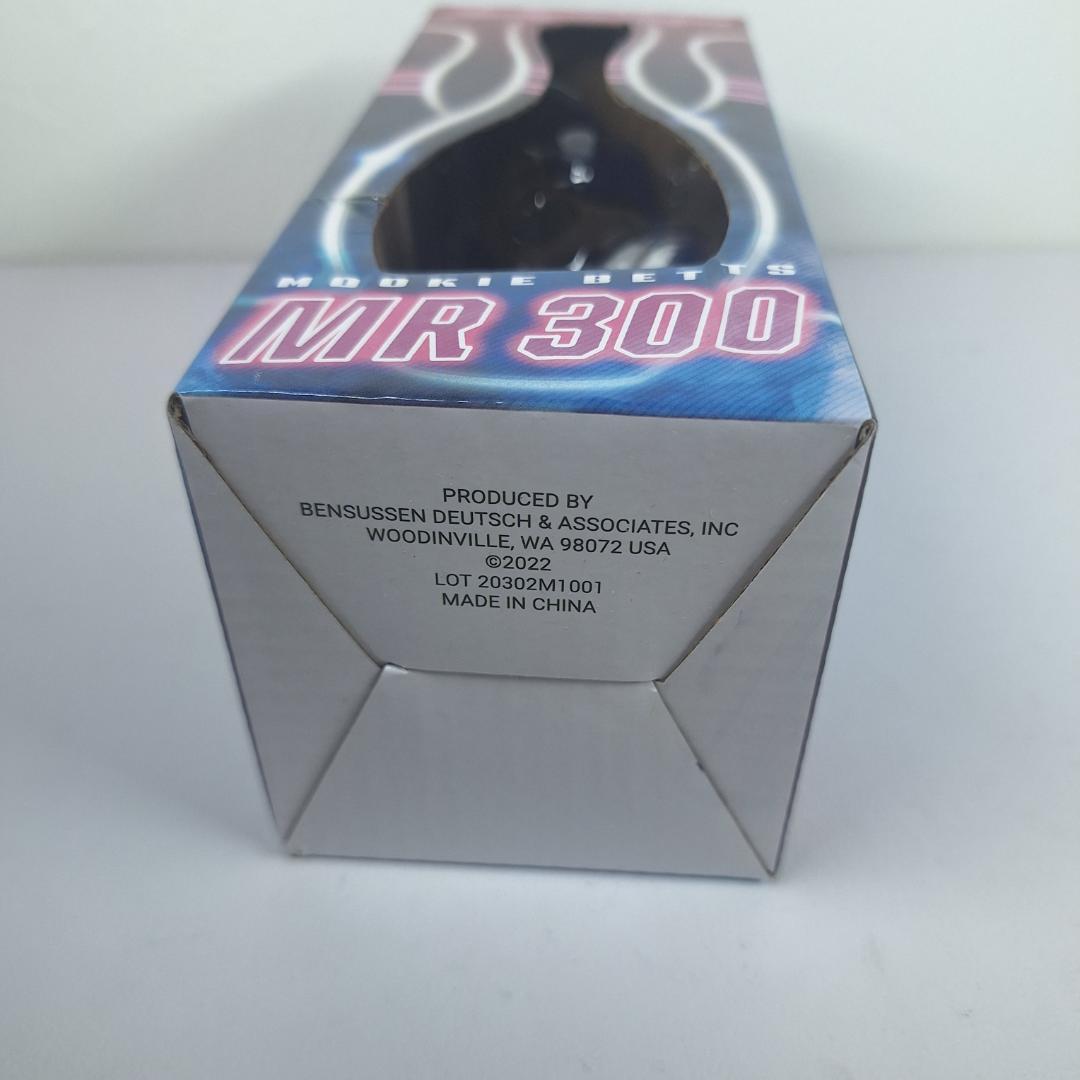 MOOKIE BETTS
MR 300
PRODUCED BY
BENSUSSEN DEUTSCH & ASSOCIATES, INC
WOODINVILLE, WA 98072 USA
©2022
LOT 20302M1001
MADE IN CHINA